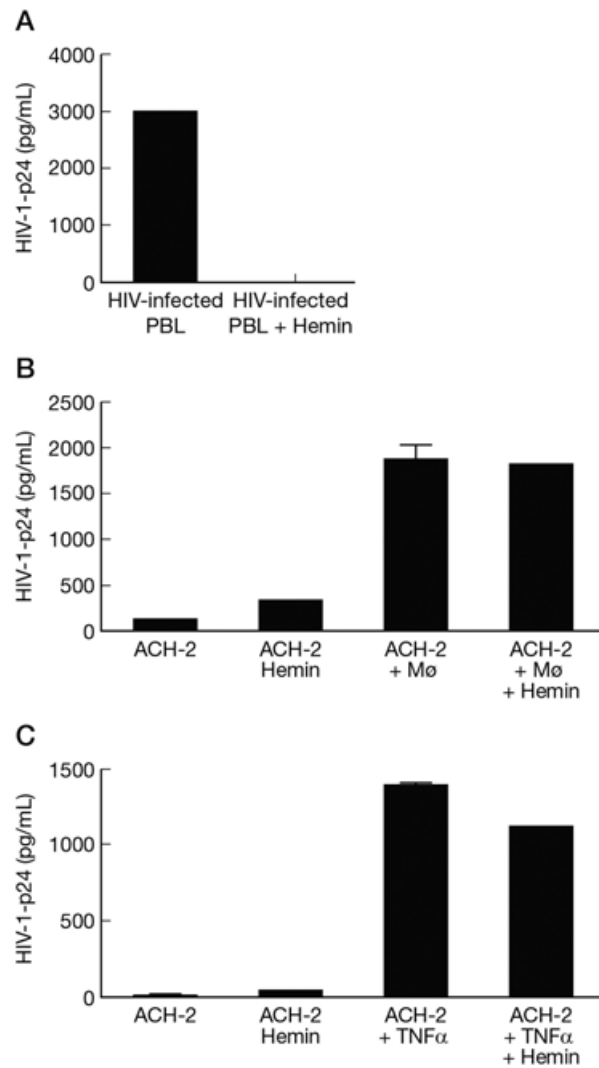 A
HIV-1-p24 (pg/mL)
4000
3000
2000
1000
0
HIV-infected
PBL
HIV-infected
PBL + Hemin
B
HIV-1-p24 (pg/mL)
2500
2000
1500
1000
500
0
ACH-2
ACH-2
Hemin
ACH-2
+ Mø
ACH-2
+ Mø
+ Hemin
C
HIV-1-p24 (pg/mL)
1500
1000
500
0
ACH-2
ACH-2
Hemin
ACH-2
+ TNFα
ACH-2
+ TNFα
+ Hemin